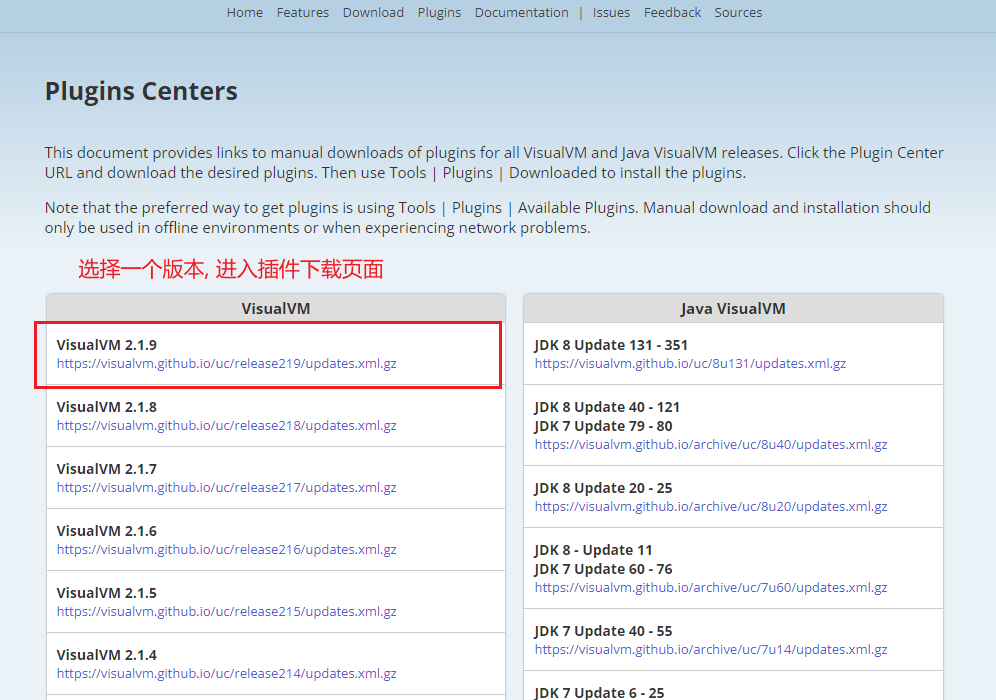 Home Features Download Plugins Documentation | Issues Feedback Sources
Plugins Centers
This document provides links to manual downloads of plugins for all VisualVM and Java VisualVM releases. Click the Plugin Center
URL and download the desired plugins. Then use Tools | Plugins | Downloaded to install the plugins.
Note that the preferred way to get plugins is using Tools | Plugins | Available Plugins. Manual download and installation should
only be used in offline environments or when experiencing network problems.
选择一个版本, 进入插件下载页面
VisualVM
VisualVM 2.1.9
https://visualvm.github.io/uc/release219/updates.xml.gz
VisualVM 2.1.8
https://visualvm.github.io/uc/release218/updates.xml.gz
VisualVM 2.1.7
https://visualvm.github.io/uc/release217/updates.xml.gz
VisualVM 2.1.6
https://visualvm.github.io/uc/release216/updates.xml.gz
VisualVM 2.1.5
https://visualvm.github.io/uc/release215/updates.xml.gz
VisualVM 2.1.4
https://visualvm.github.io/uc/release214/updates.xml.gz
Java VisualVM
JDK 8 Update 131 - 351
https://visualvm.github.io/uc/8u131/updates.xml.gz
JDK 8 Update 40 - 121
JDK 7 Update 79 - 80
https://visualvm.github.io/archive/uc/8u40/updates.xml.gz
JDK 8 Update 20 - 25
https://visualvm.github.io/archive/uc/8u20/updates.xml.gz
JDK 8 - Update 11
JDK 7 Update 60 - 76
https://visualvm.github.io/archive/uc/7u60/updates.xml.gz
JDK 7 Update 40 - 55
https://visualvm.github.io/archive/uc/7u14/updates.xml.gz
JDK 7 Update 6 - 25